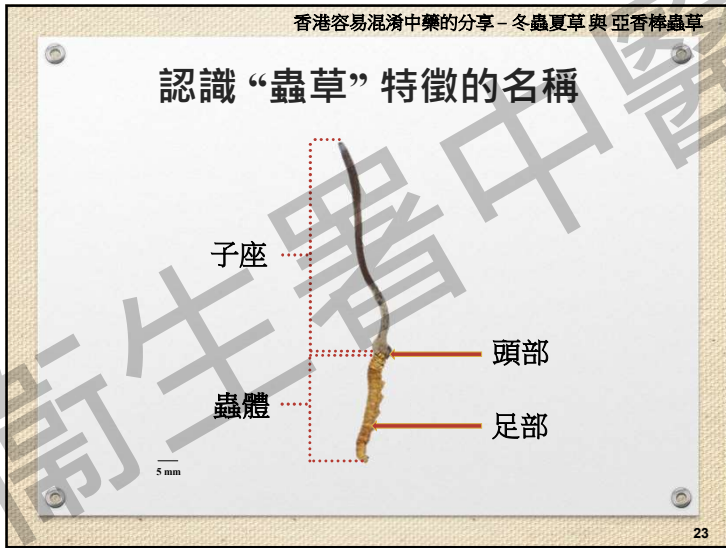 香港容易混淆中藥的分享 – 冬蟲夏草 與 亞香棒蟲草
認識 “蟲草” 特徵的名稱
子座
頭部
蟲體
足部
5 mm
衞生署中醫
23